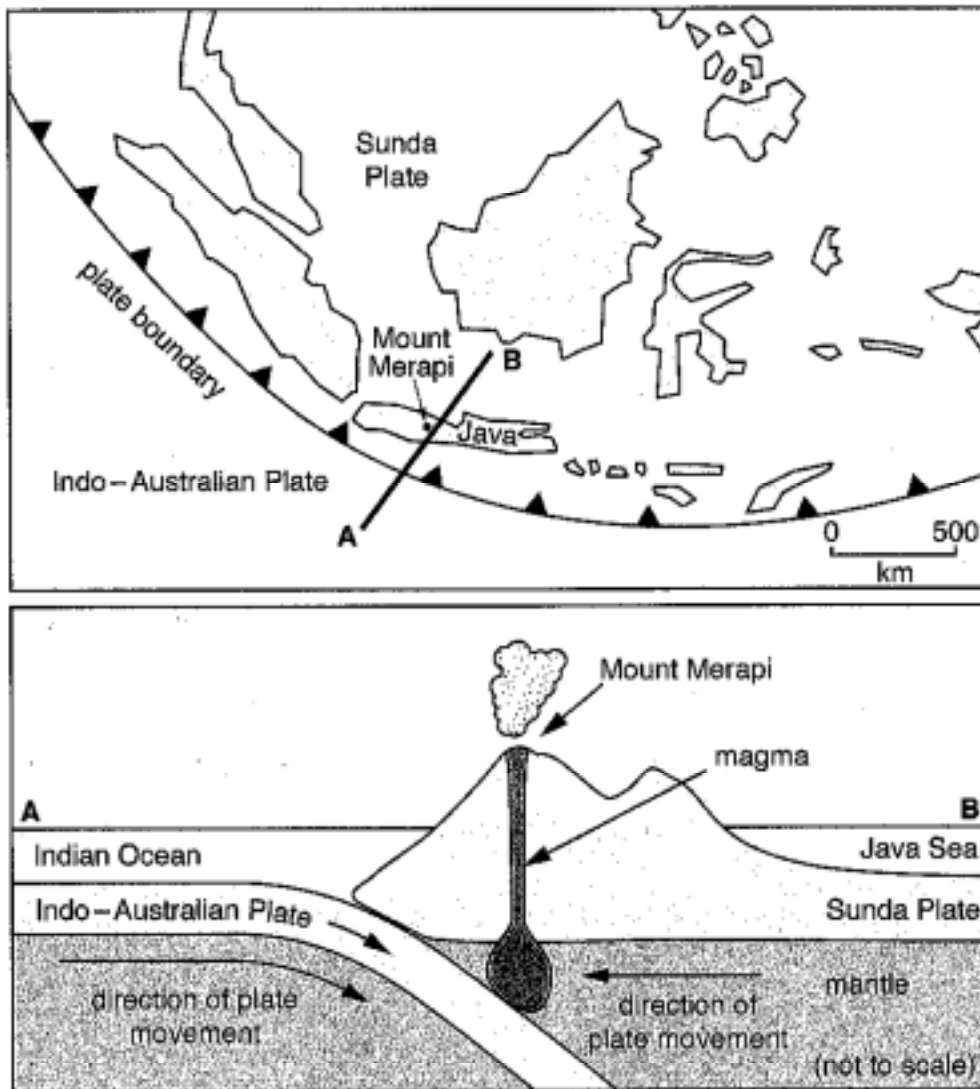 Sunda
Plate
plate boundary
Mount
Merapi
B
Java
Indo–Australian Plate
A
0 500
km
Mount Merapi
magma
A
B
Indian Ocean
Java Sea
Indo–Australian Plate
Sunda Plate
mantle
direction of plate
movement
direction of
plate movement
(not to scale)